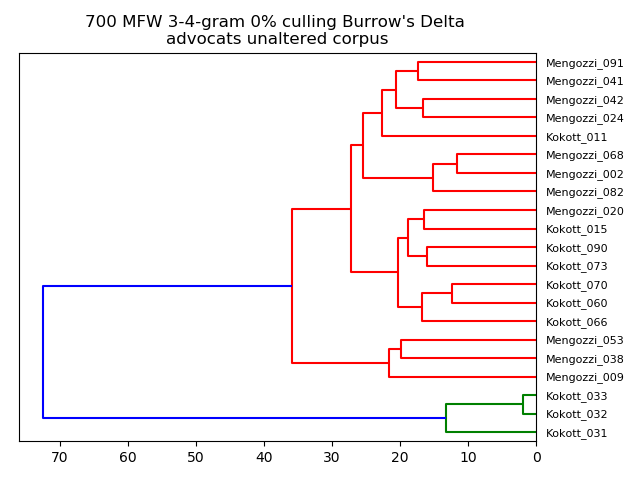 700 MFW 3-4-gram 0% culling Burrow's Delta
advocats unaltered corpus
Mengozzi_091
Mengozzi_041
Mengozzi_042
Mengozzi_024
Kokott_011
Mengozzi_068
Mengozzi_002
Mengozzi_082
Mengozzi_020
Kokott_015
Kokott_090
Kokott_073
Kokott_070
Kokott_060
Kokott_066
Mengozzi_053
Mengozzi_038
Mengozzi_009
Kokott_033
Kokott_032
Kokott_031
70 60 50 40 30 20 10 0